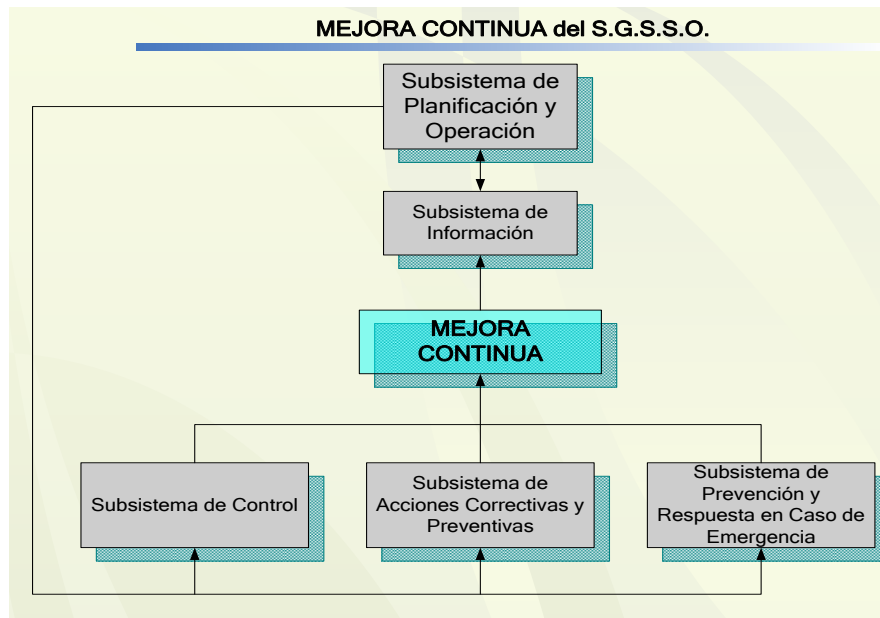 MEJORA CONTINUA del S.G.S.S.O.
Subsistema de
Planificación y
Operación
Subsistema de
Información
MEJORA
CONTINUA
Subsistema de Control
Subsistema de
Acciones Correctivas y
Preventivas
Subsistema de
Prevención y
Respuesta en Caso de
Emergencia